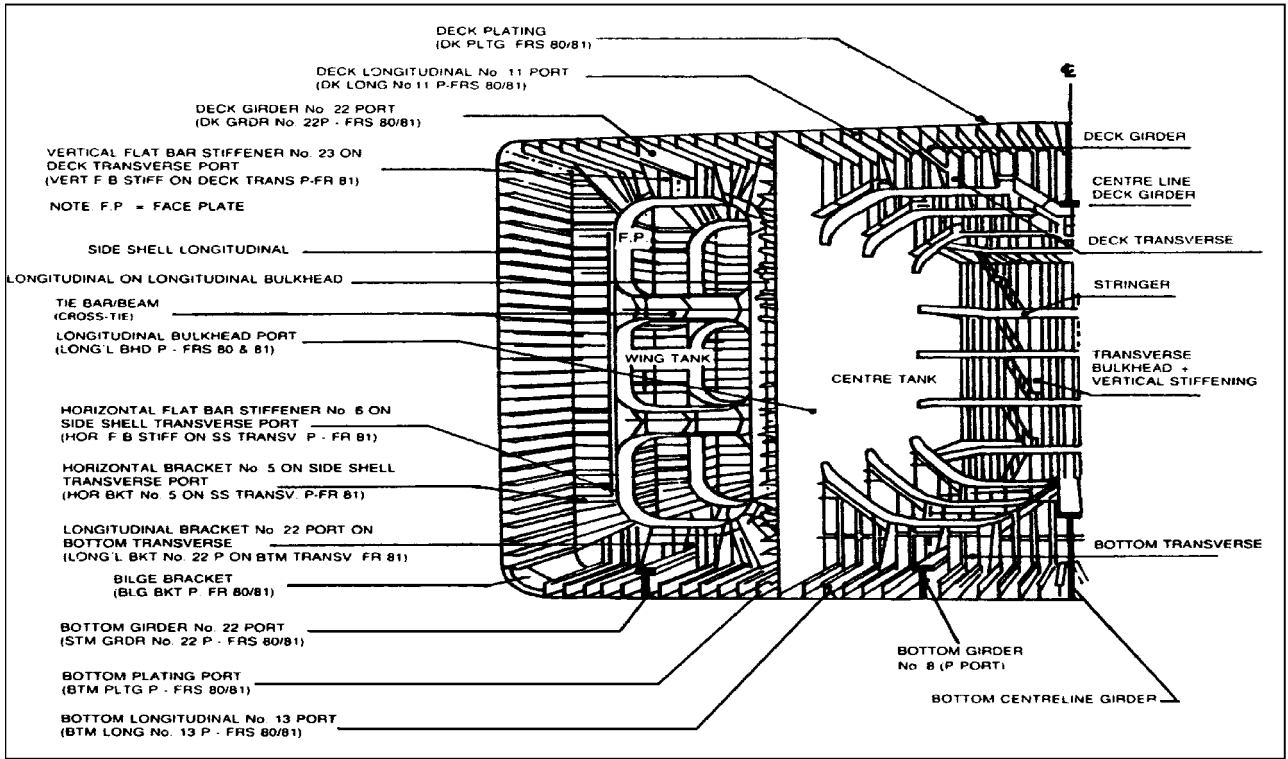 DECK PLATING
(DK PLTG FRS 80/81)
DECK LONGITUDINAL No. 11 PORT
(DK LONG No 11 P-FRS 80/81)
DECK GIRDER No. 22 PORT
(DK GRDR No. 22P - FRS 80/81)
VERTICAL FLAT BAR STIFFENER No. 23 ON
DECK TRANSVERSE PORT
(VERT F B STIFF ON DECK TRANS P-FR 81)
NOTE. F.P = FACE PLATE
SIDE SHELL LONGITUDINAL
LONGITUDINAL ON LONGITUDINAL BULKHEAD
TIE BAR/BEAM
(CROSS-TIE)
LONGITUDINAL BULKHEAD PORT
(LONG'L BHD P - FRS 80 & 81)
HORIZONTAL FLAT BAR STIFFENER No. 6 ON
SIDE SHELL TRANSVERSE PORT
(HOR F B STIFF ON SS TRANSV. P - FR 81)
HORIZONTAL BRACKET No. 5 ON SIDE SHELL
TRANSVERSE PORT
(HOR BKT No. 5 ON SS TRANSV. P-FR 81)
LONGITUDINAL BRACKET No. 22 PORT ON
BOTTOM TRANSVERSE
(LONG'L BKT No. 22 P ON BTM TRANSV FR 81)
BILGE BRACKET
(BLG BKT P. FR 80/81)
BOTTOM GIRDER No. 22 PORT
(STM GRDR No. 22 P - FRS 80/81)
BOTTOM PLATING PORT
(BTM PLTG P - FRS 80/81)
BOTTOM LONGITUDINAL No. 13 PORT
(BTM LONG No. 13 P - FRS 80/81)
F.P.
WING TANK
CENTRE TANK
℄
DECK GIRDER
CENTRE LINE
DECK GIRDER
DECK TRANSVERSE
STRINGER
TRANSVERSE
BULKHEAD +
VERTICAL STIFFENING
BOTTOM TRANSVERSE
BOTTOM GIRDER
No. 8 (P PORT)
BOTTOM CENTRELINE GIRDER